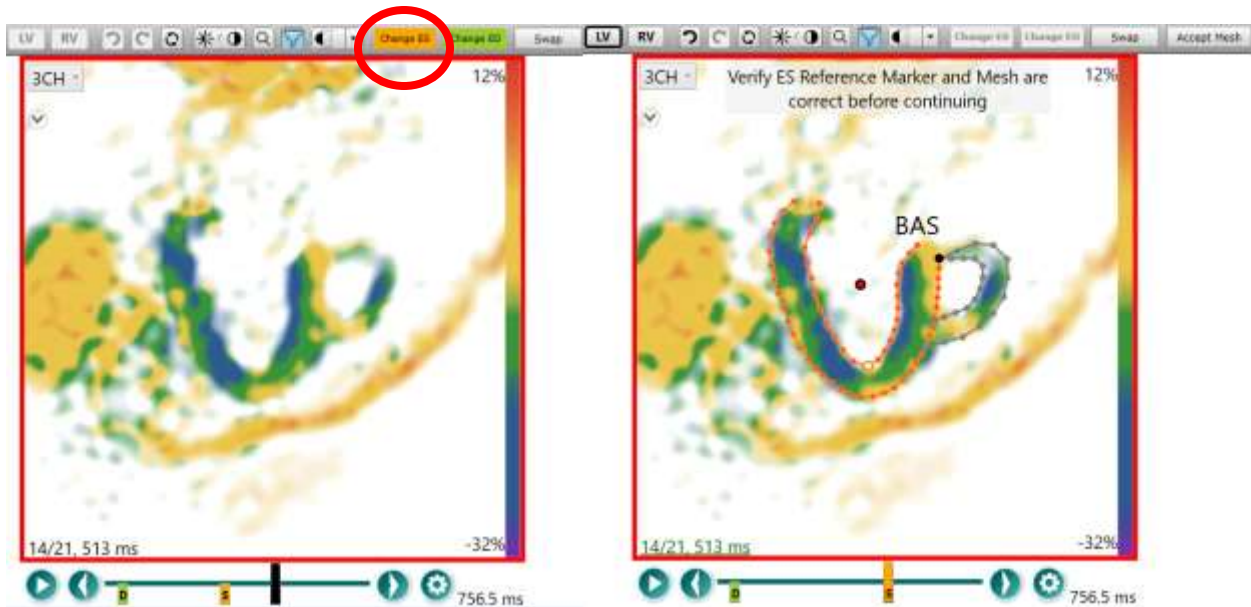 LV RV Change ES Change ED Swap
3CH 12%
14/21, 513 ms -32%
D S 756.5 ms
LV RV Change ES Change ED Swap Accept Mesh
3CH Verify ES Reference Marker and Mesh are 12%
correct before continuing
BAS
14/21, 513 ms -32%
D S 756.5 ms